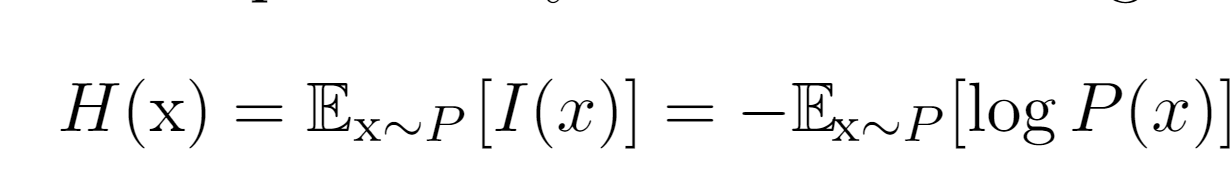 H(x) = 𝔼ₓ∼P[I(x)] = −𝔼ₓ∼P[log P(x)]